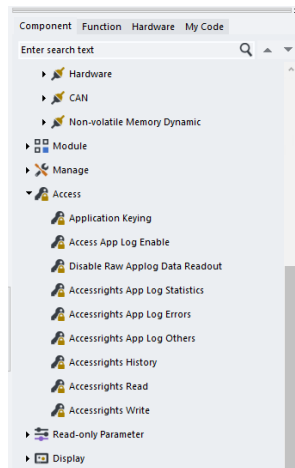 Component Function Hardware My Code
Enter search text
Hardware
CAN
Non-volatile Memory Dynamic
Module
Manage
Access
Application Keying
Access App Log Enable
Disable Raw Applog Data Readout
Accessrights App Log Statistics
Accessrights App Log Errors
Accessrights App Log Others
Accessrights History
Accessrights Read
Accessrights Write
Read-only Parameter
Display